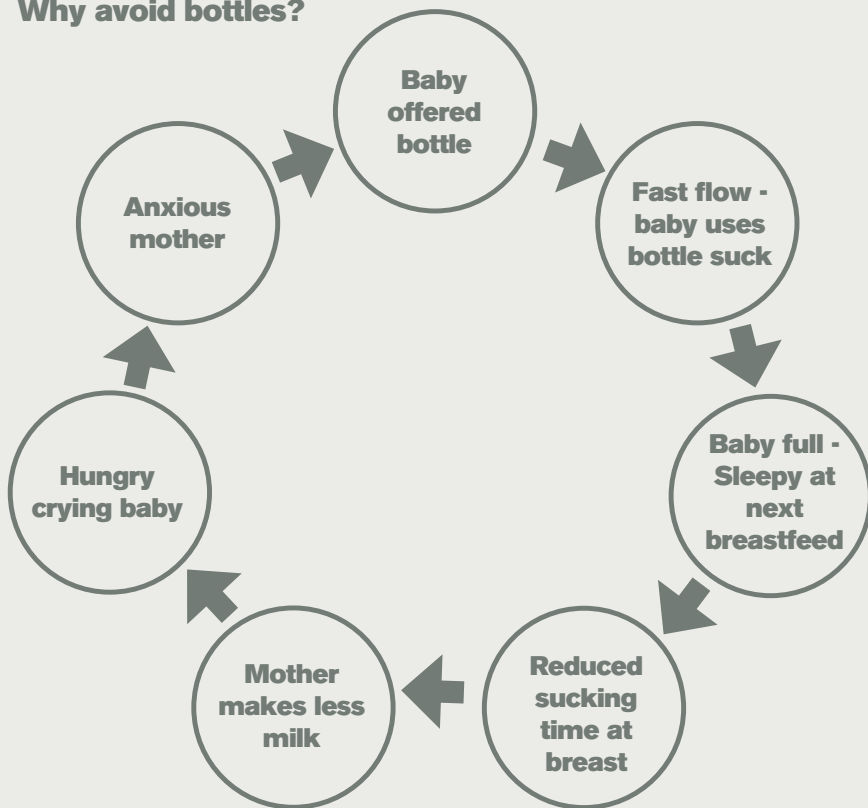 Why avoid bottles?
Baby
offered
bottle
Fast flow -
baby uses
bottle suck
Baby full -
Sleepy at
next
breastfeed
Reduced
sucking
time at
breast
Mother
makes less
milk
Hungry
crying baby
Anxious
mother